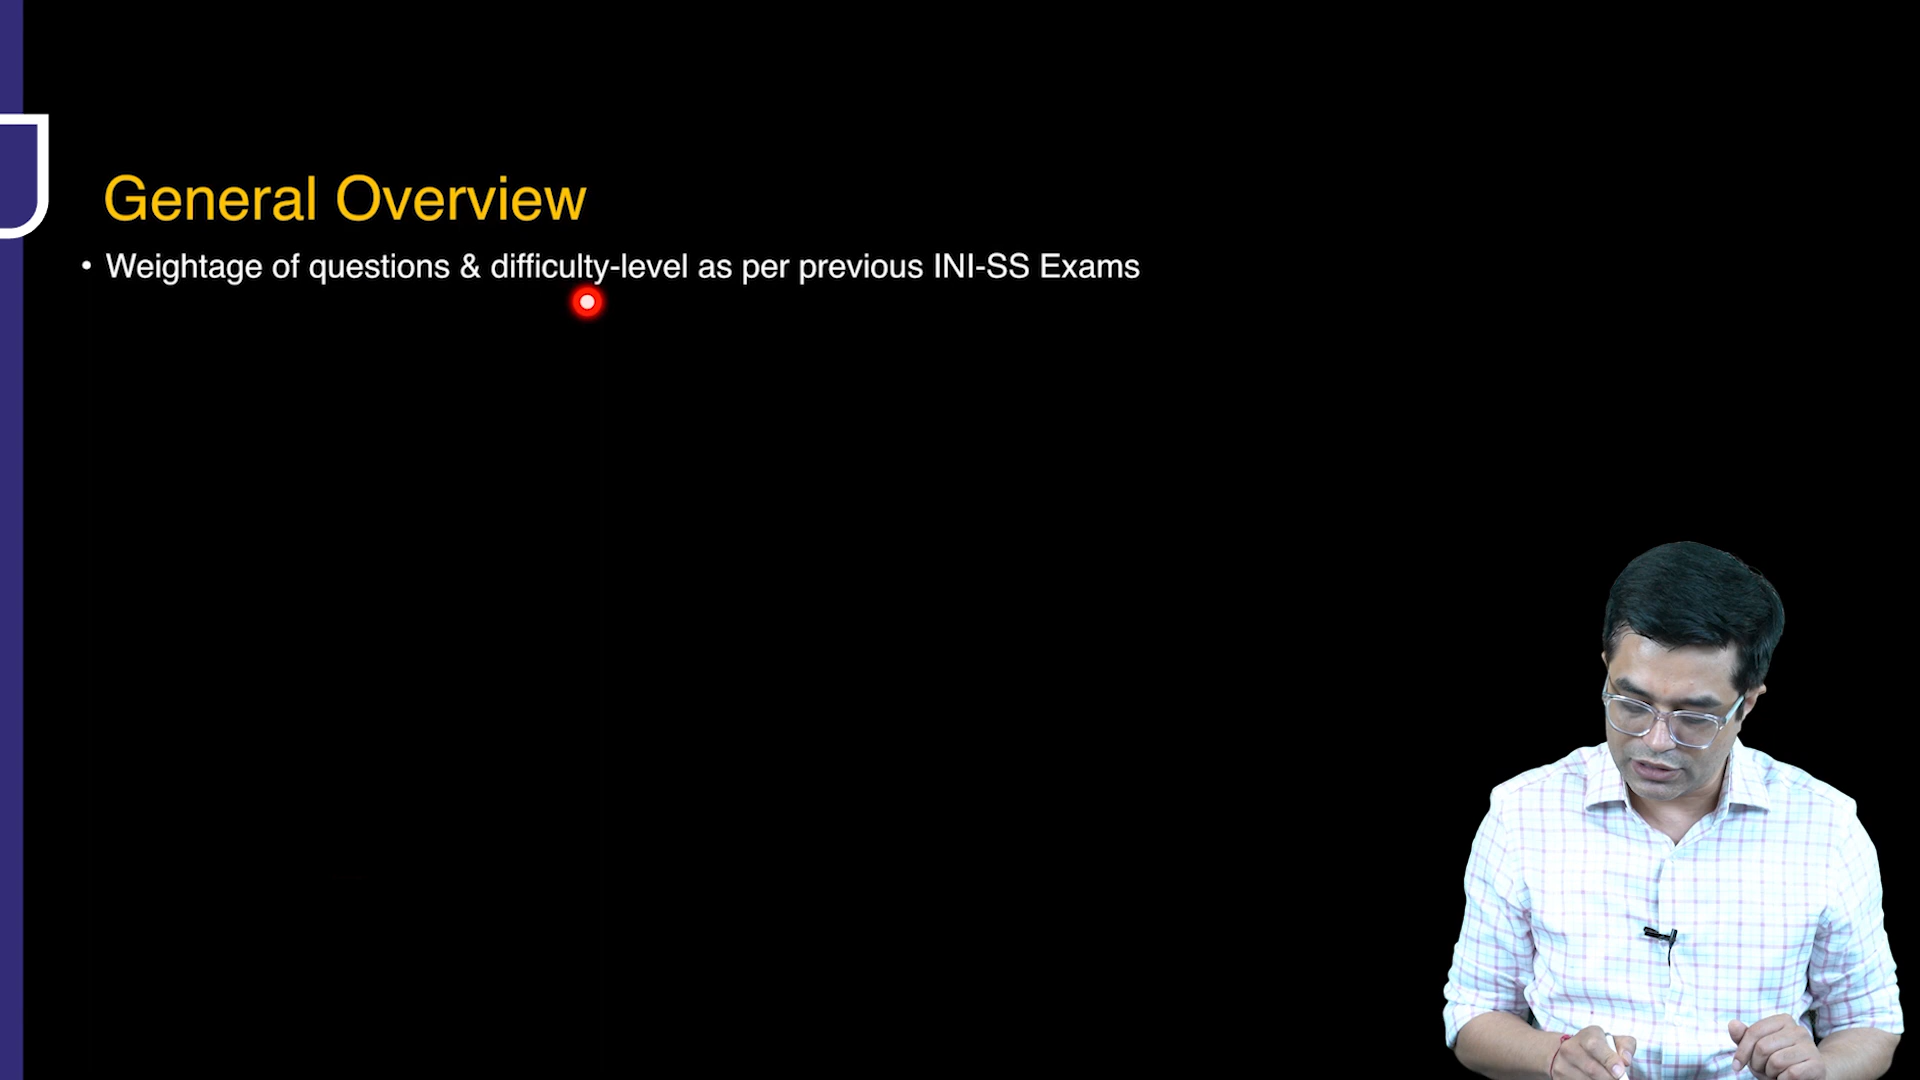 General Overview
• Weightage of questions & difficulty-level as per previous INI-SS Exams